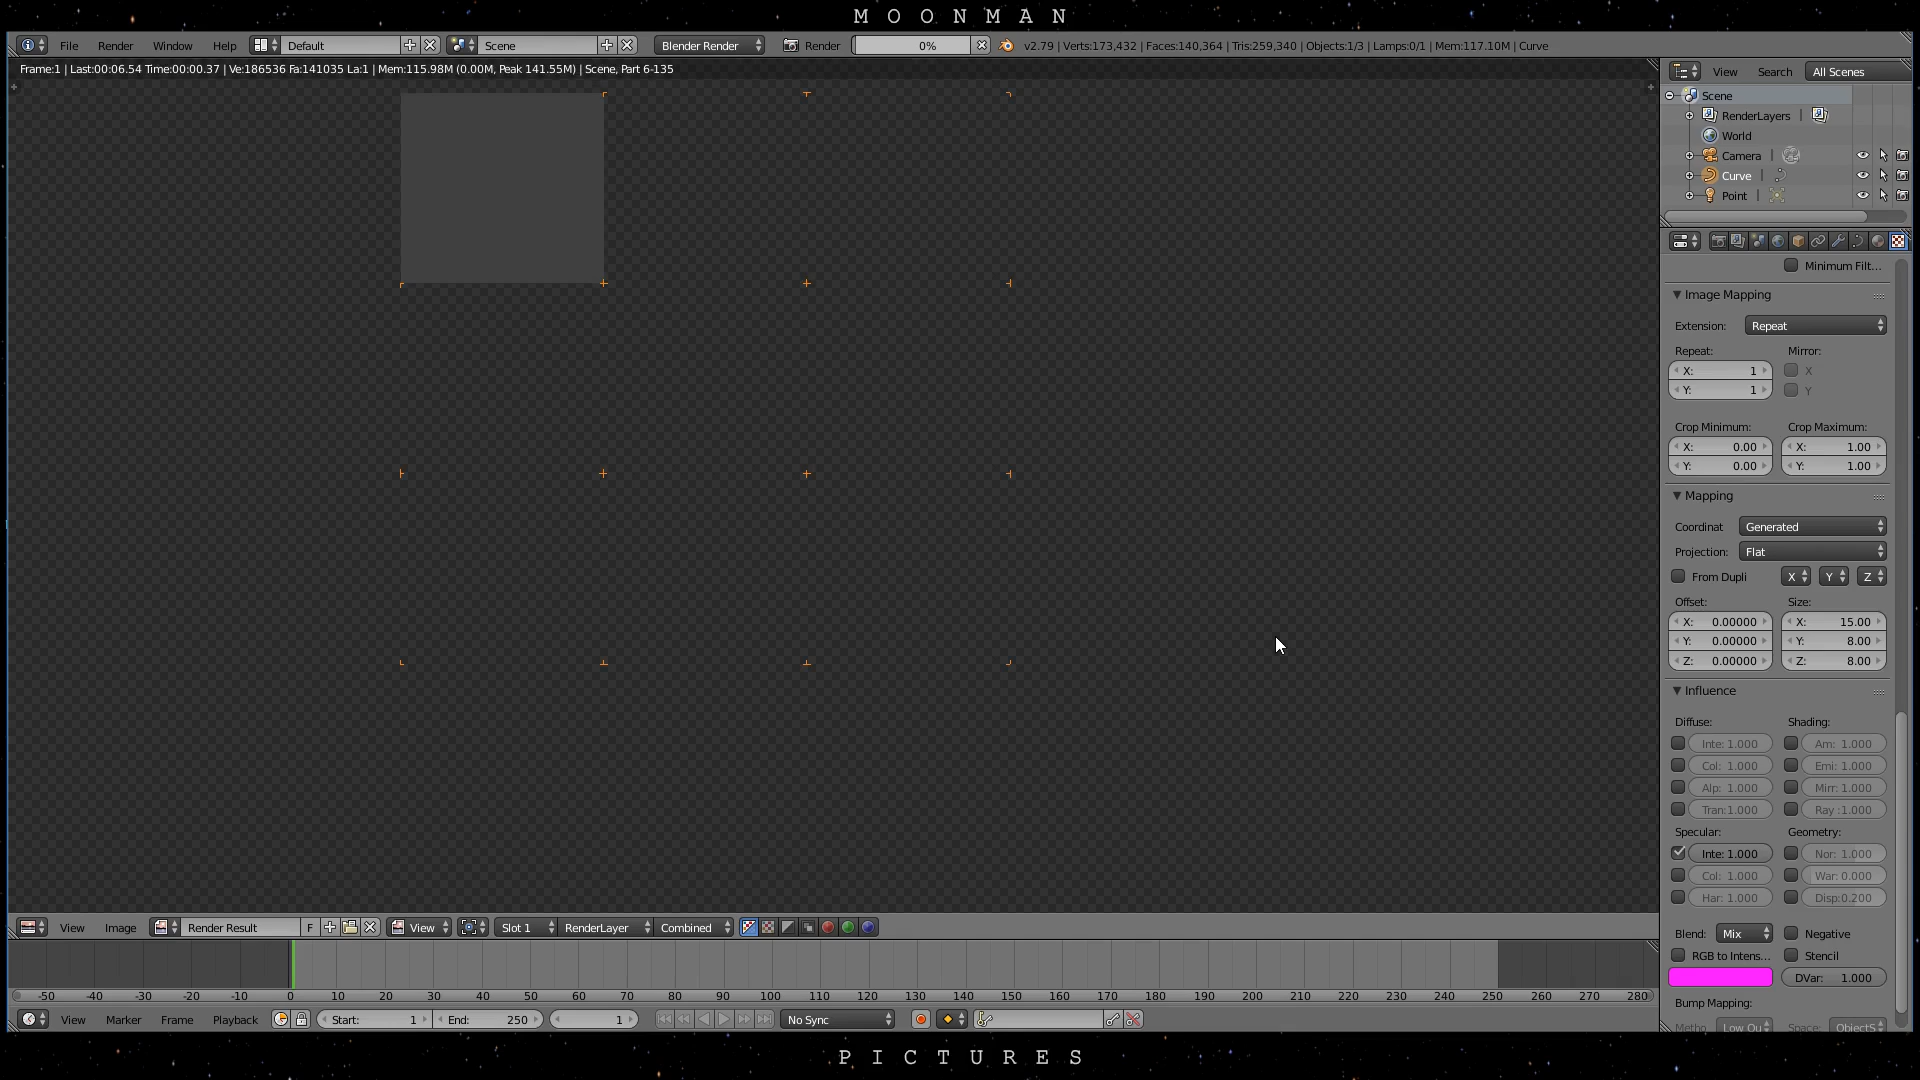 MOONMAN
File Render Window Help Default Scene Blender Render Render 0% v2.79 | Verts:173,432 | Faces:140,364 | Tris:259,340 | Objects:1/3 | Lamps:0/1 | Mem:117.10M | Curve
Frame:1 | Last:00:06.54 Time:00:00.37 | Ve:186536 Fa:141035 La:1 | Mem:115.98M (0.00M, Peak 141.55M) | Scene, Part 6-135
View Search All Scenes
Scene
RenderLayers |
World
Camera |
Curve |
Point |
Minimum Filt...
Image Mapping
Extension: Repeat
Repeat: Mirror:
X: 1 X
Y: 1 Y
Crop Minimum: Crop Maximum:
X: 0.00 X: 1.00
Y: 0.00 Y: 1.00
Mapping
Coordinat Generated
Projection: Flat
From Dupli X Y Z
Offset: Size:
X: 0.00000 X: 15.00
Y: 0.00000 Y: 8.00
Z: 0.00000 Z: 8.00
Influence
Diffuse: Shading:
Inte: 1.000 Am: 1.000
Col: 1.000 Emi: 1.000
Alp: 1.000 Mirr: 1.000
Tran:1.000 Ray :1.000
Specular: Geometry:
Inte: 1.000 Nor: 1.000
Col: 1.000 War: 0.000
Har: 1.000 Disp:0.200
Blend: Mix Negative
RGB to Intens... Stencil
DVar: 1.000
Bump Mapping:
Metho Low Qu Space: ObjectS
View Image Render Result F View Slot 1 RenderLayer Combined
-50 -40 -30 -20 -10 0 10 20 30 40 50 60 70 80 90 100 110 120 130 140 150 160 170 180 190 200 210 220 230 240 250 260 270 280
View Marker Frame Playback Start: 1 End: 250 1 No Sync
PICTURES